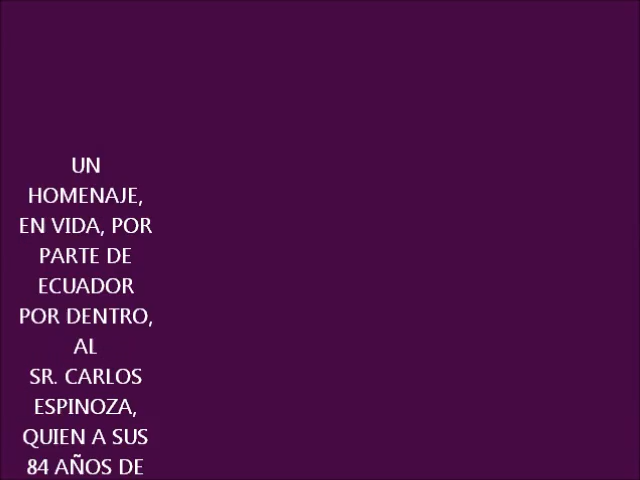 UN
HOMENAJE,
EN VIDA, POR
PARTE DE
ECUADOR
POR DENTRO,
AL
SR. CARLOS
ESPINOZA,
QUIEN A SUS
84 AÑOS DE